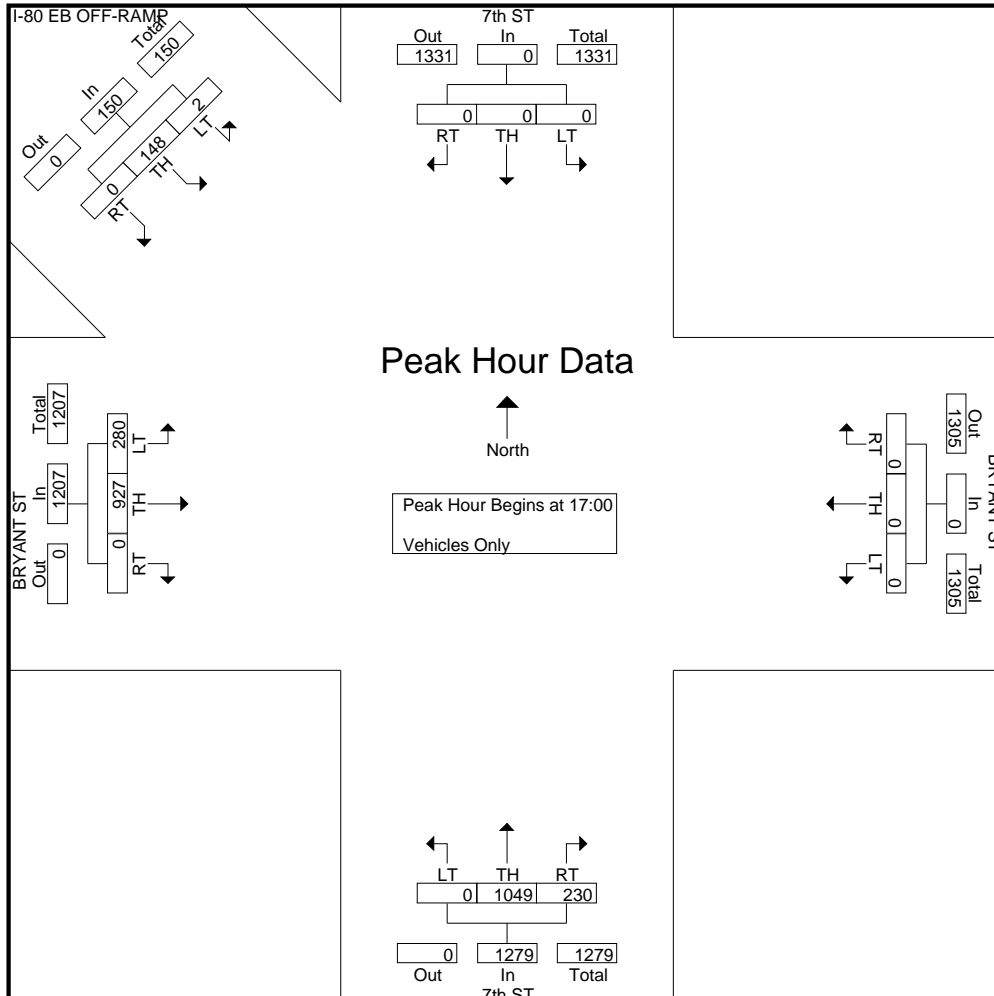 I-80 EB OFF-RAMP
Out In Total
0 150 150
0 148 2
RT TH LT
7th ST
Out In Total
1331 0 1331
0 0 0
RT TH LT
Peak Hour Data
North
Peak Hour Begins at 17:00
Vehicles Only
BRYANT ST
Out In Total
0 1207 1207
280 927 0
LT TH RT
BRYANT ST
Out In Total
1305 0 1305
0 0 0
RT TH LT
LT TH RT
0 1049 230
0 1279 1279
Out In Total
7th ST